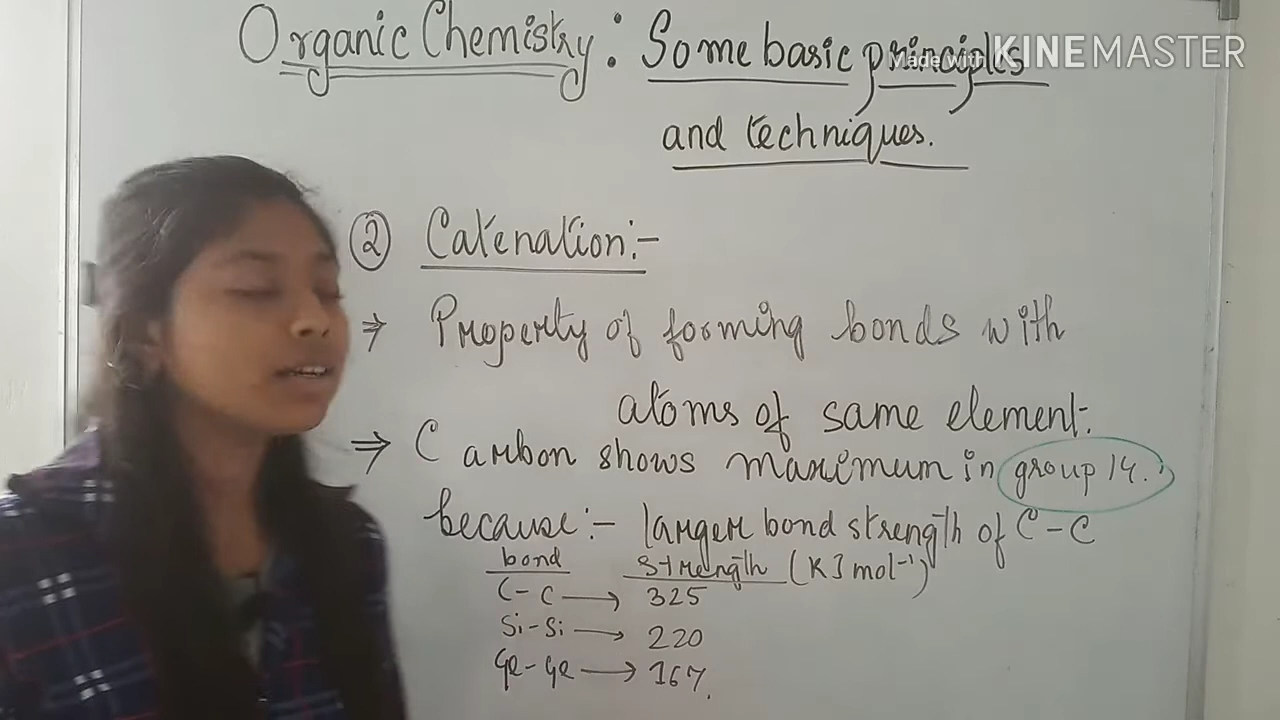 Organic Chemistry : Some basic principles
Made with KINEMASTER
and techniques.
② Catenation:-
⇒ Property of forming bonds with
atoms of same element.
⇒ Carbon shows maximum in group 14.
because:- larger bond strength of C-C
bond strength (KJ mol⁻¹)
C-C → 325
Si-Si → 220
Ge-Ge → 167.